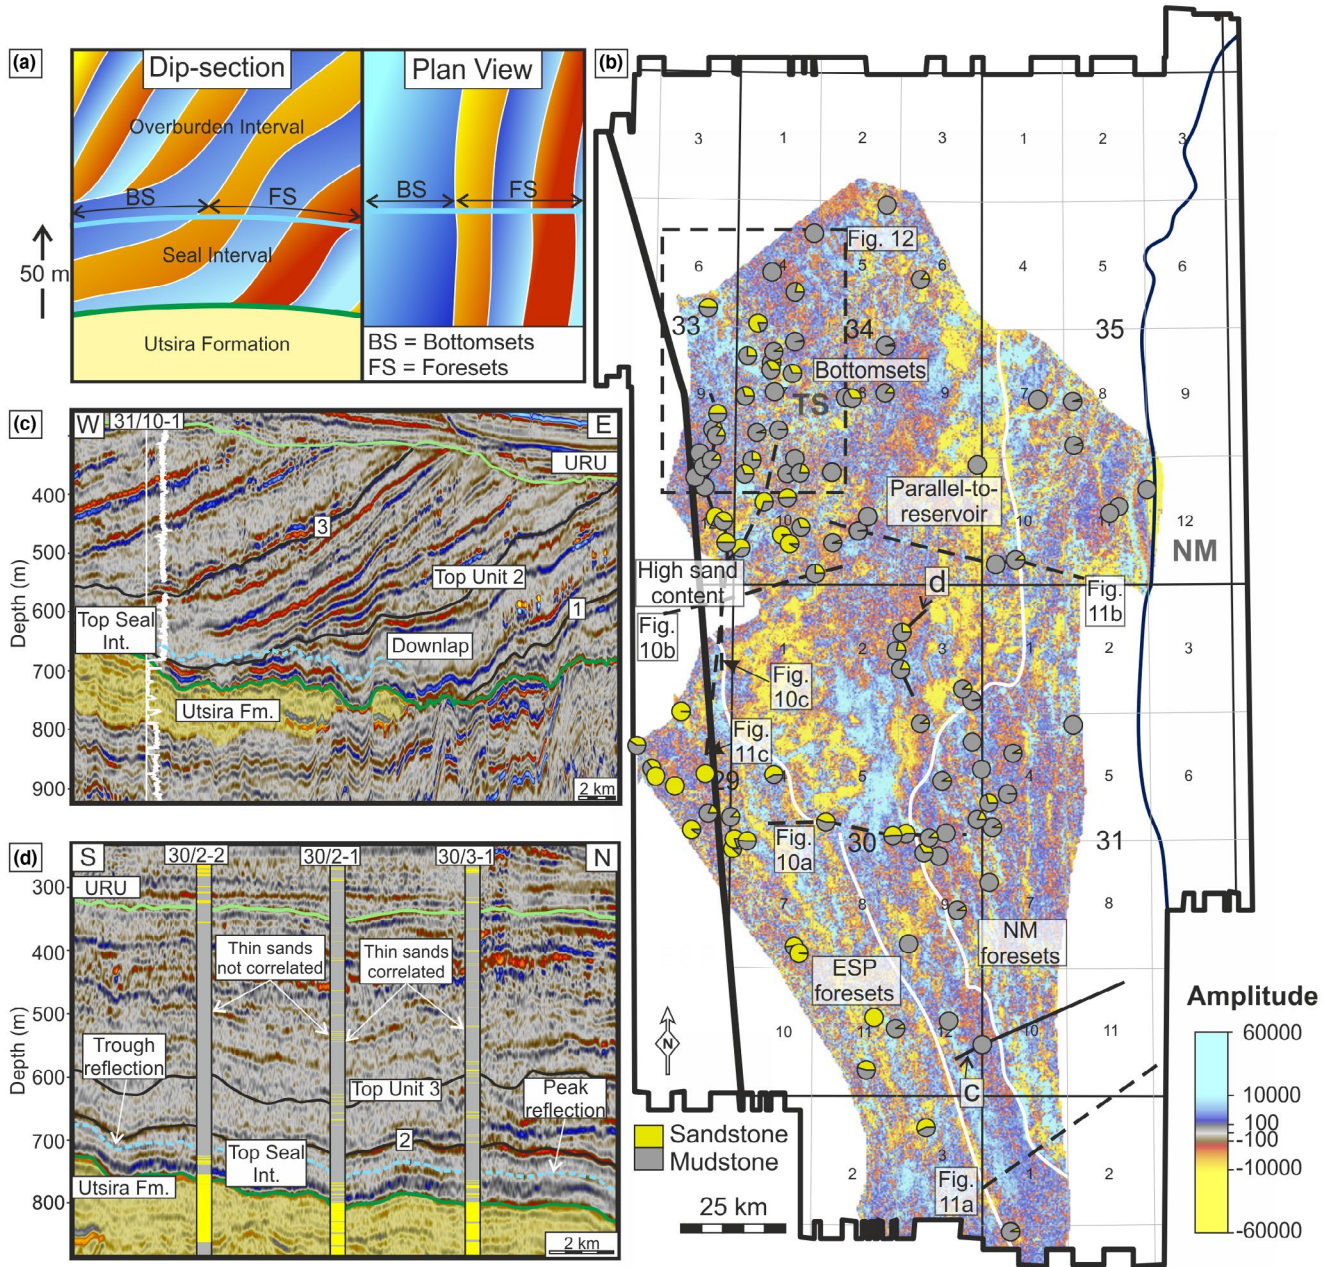 (a)
Dip-section
Plan View
Overburden Interval
BS
FS
BS
FS
Seal Interval
50 m
Utsira Formation
BS = Bottomsets
FS = Foresets
(b)
3
1
2
3
1
2
3
Fig. 12
6
4
5
6
4
5
6
33
34
35
Bottomsets
9
TS
9
7
8
9
Parallel-to-
reservoir
12
10
10
11
12
NM
High sand
content
d
Fig.
11b
Fig.
10b
1
2
3
1
2
3
Fig.
10c
Fig.
11c
29
4
5
4
5
6
Fig.
10a
30
31
7
8
9
7
8
NM
foresets
ESP
foresets
10
11
12
10
11
N
c
Sandstone
Mudstone
2
3
1
2
Fig.
11a
25 km
Amplitude
60000
10000
100
-100
-10000
-60000
(c)
W
31/10-1
E
URU
400
3
500
Top Unit 2
600
1
Top Seal
Int.
Downlap
700
Utsira Fm.
800
900
2 km
Depth (m)
(d)
S
30/2-2
30/2-1
30/3-1
N
300
URU
400
Thin sands
not correlated
Thin sands
correlated
500
Trough
reflection
600
Top Unit 3
Peak
reflection
700
2
Top Seal
Int.
Utsira Fm.
800
2 km
Depth (m)